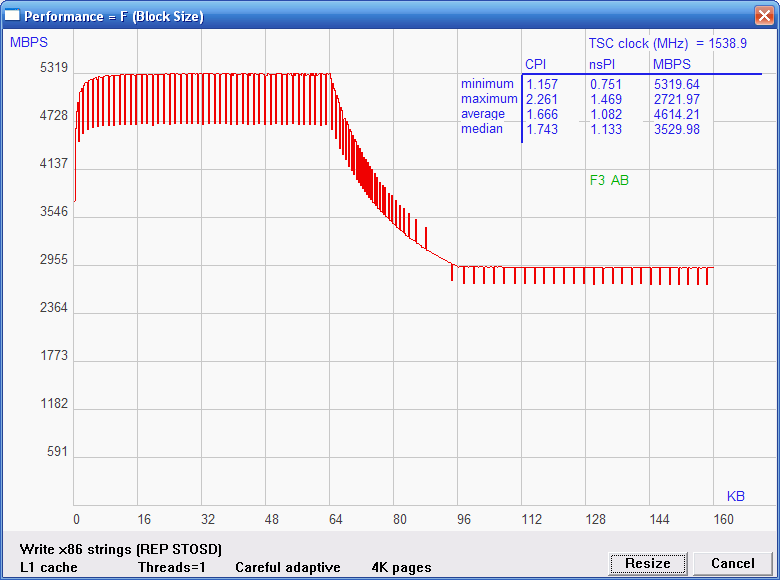 Performance = F (Block Size)
MBPS
TSC clock (MHz) = 1538.9
CPI nsPI MBPS
minimum 1.157 0.751 5319.64
maximum 2.261 1.469 2721.97
average 1.666 1.082 4614.21
median 1.743 1.133 3529.98
F3 AB
5319
4728
4137
3546
2955
2364
1773
1182
591
KB
0 16 32 48 64 80 96 112 128 144 160
Write x86 strings (REP STOSD)
L1 cache Threads=1 Careful adaptive 4K pages
Resize Cancel